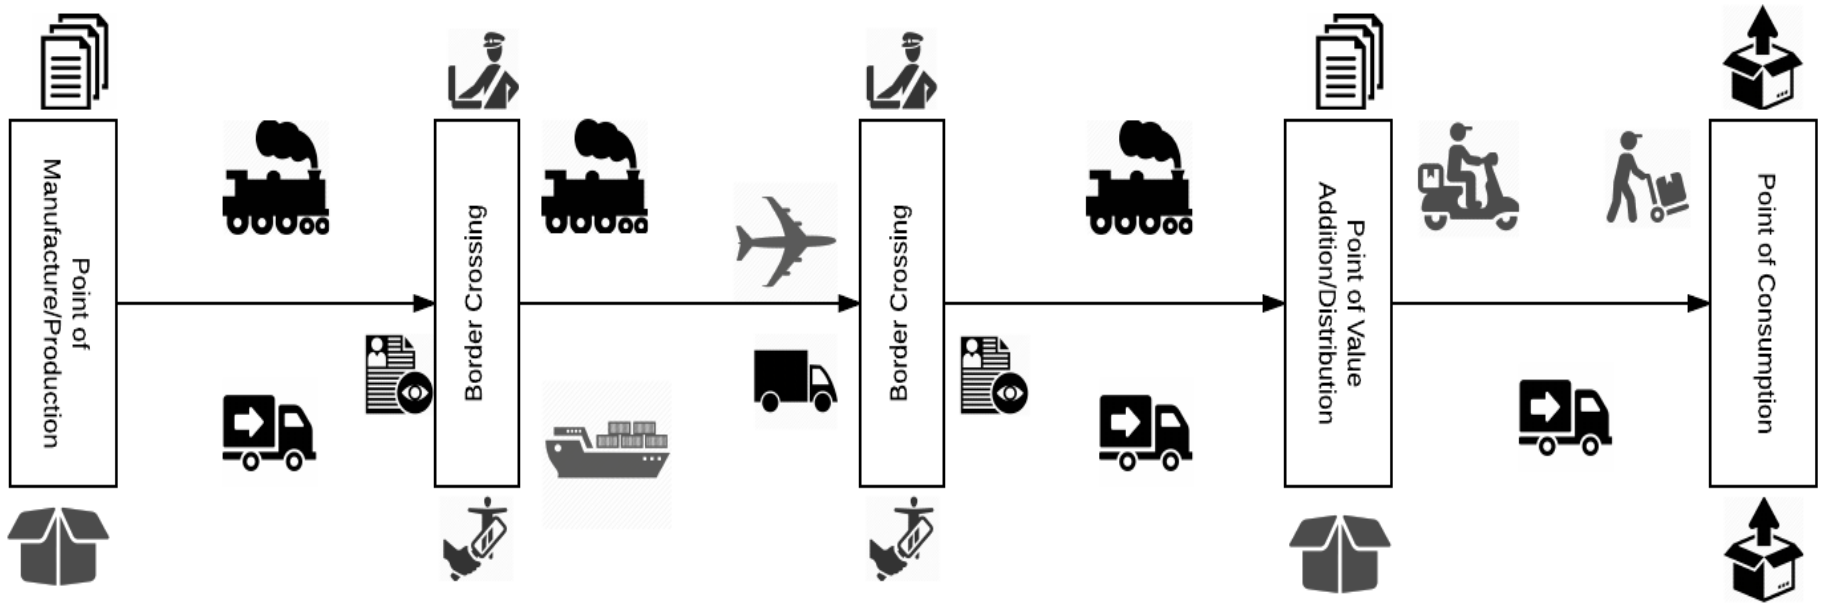 Point of
Manufacture/Production
Border Crossing
Border Crossing
Point of Value
Addition/Distribution
Point of Consumption